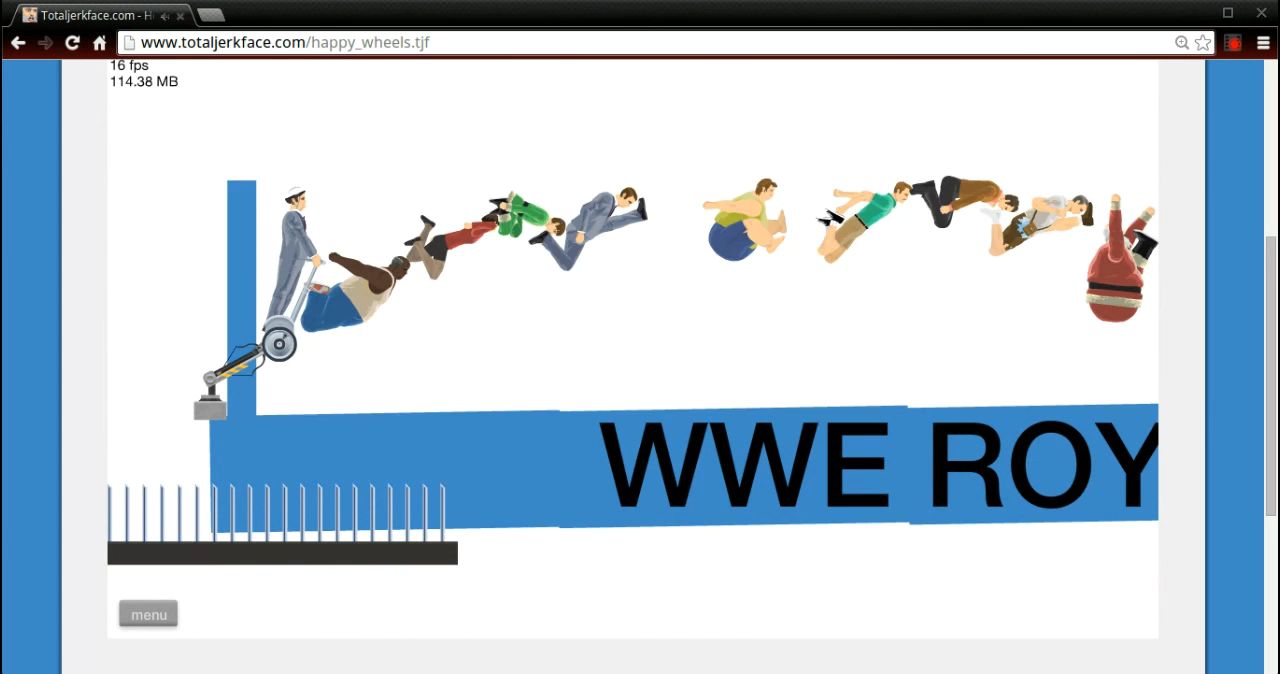 Totaljerkface.com - H
www.totaljerkface.com/happy_wheels.tjf
16 fps
114.38 MB
WWE ROY
menu